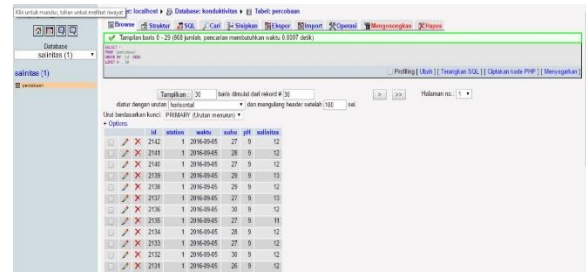 Klik untuk mundur, tahan untuk melihat riwayat
localhost ▸ Database: konduktivitas ▸ Tabel: percobaan
Browse Struktur SQL Cari Sisipkan Ekspor Import Operasi Mengosongkan Hapus
Tampilan baris 0 - 29 (868 jumlah, pencarian membutuhkan waktu 0.0007 detik)
Database
salinitas (1)
salinitas (1)
percobaan
Profiling [ Ubah ] [ Terangkan SQL ] [ Ciptakan kode PHP ] [ Menyegarkan ]
Tampilkan : 30 baris dimulai dari rekord # 30 > >> Halaman no.: 1
diatur dengan urutan horisontal dan mengulang header setelah 100 sel
Urut berdasarkan kunci: PRIMARY (Urutan menurun)
+ Options
id station waktu suhu pH salinitas
2142 1 2016-09-05 27 9 12
2141 1 2016-09-05 28 9 12
2140 1 2016-09-05 27 9 12
2139 1 2016-09-05 29 9 13
2138 1 2016-09-05 29 9 12
2137 1 2016-09-05 27 9 13
2136 1 2016-09-05 30 9 12
2135 1 2016-09-05 27 9 11
2134 1 2016-09-05 28 9 12
2133 1 2016-09-05 27 9 12
2132 1 2016-09-05 30 9 12
2131 1 2016-09-05 26 9 12